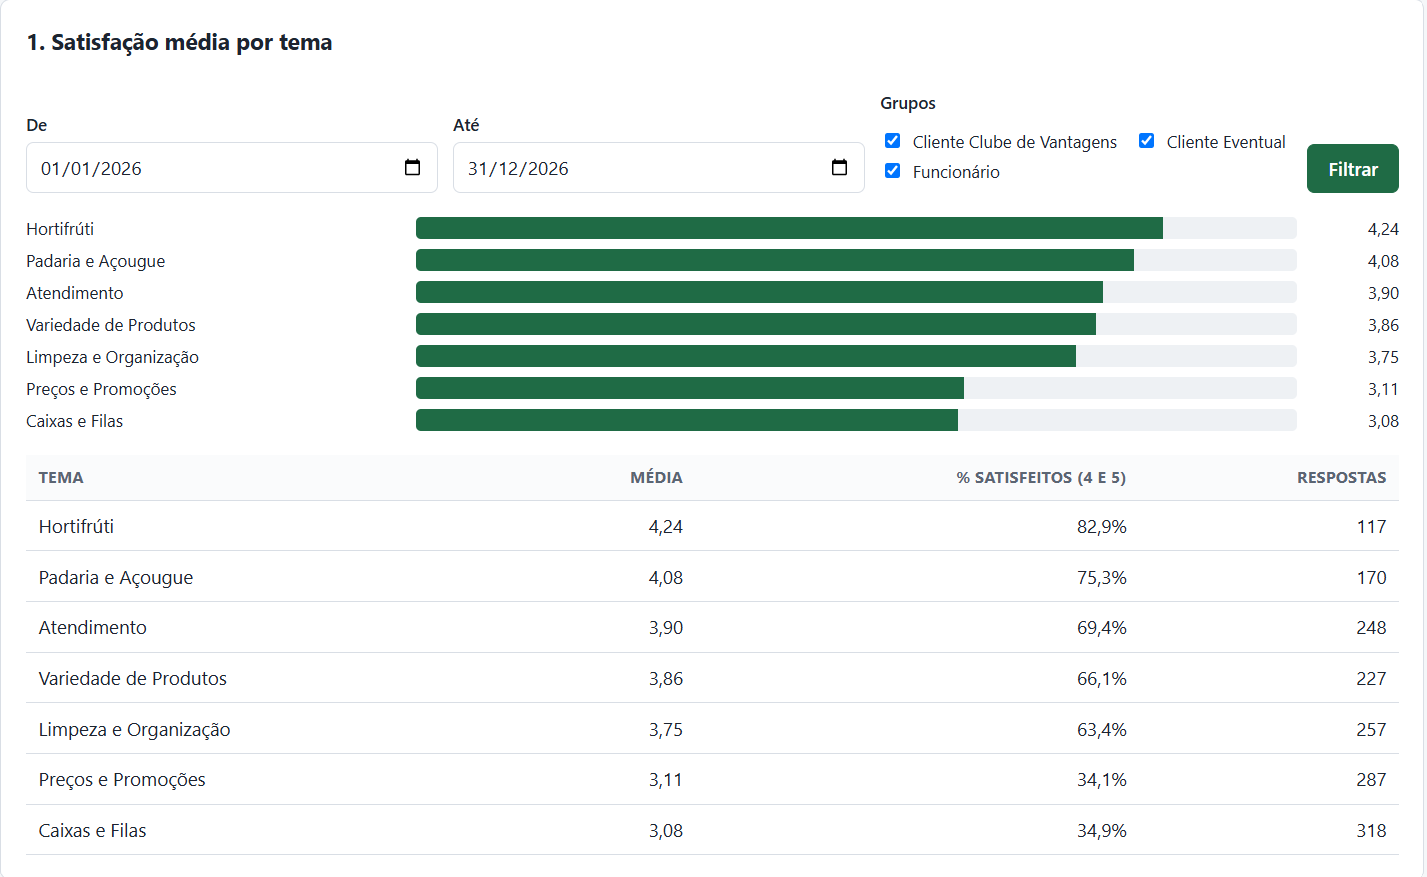 1. Satisfação média por tema
Grupos
De
Até
Cliente Clube de Vantagens Cliente Eventual
01/01/2026
31/12/2026
Funcionário
Filtrar
Hortifrúti 4,24
Padaria e Açougue 4,08
Atendimento 3,90
Variedade de Produtos 3,86
Limpeza e Organização 3,75
Preços e Promoções 3,11
Caixas e Filas 3,08
TEMA MÉDIA % SATISFEITOS (4 E 5) RESPOSTAS
Hortifrúti 4,24 82,9% 117
Padaria e Açougue 4,08 75,3% 170
Atendimento 3,90 69,4% 248
Variedade de Produtos 3,86 66,1% 227
Limpeza e Organização 3,75 63,4% 257
Preços e Promoções 3,11 34,1% 287
Caixas e Filas 3,08 34,9% 318